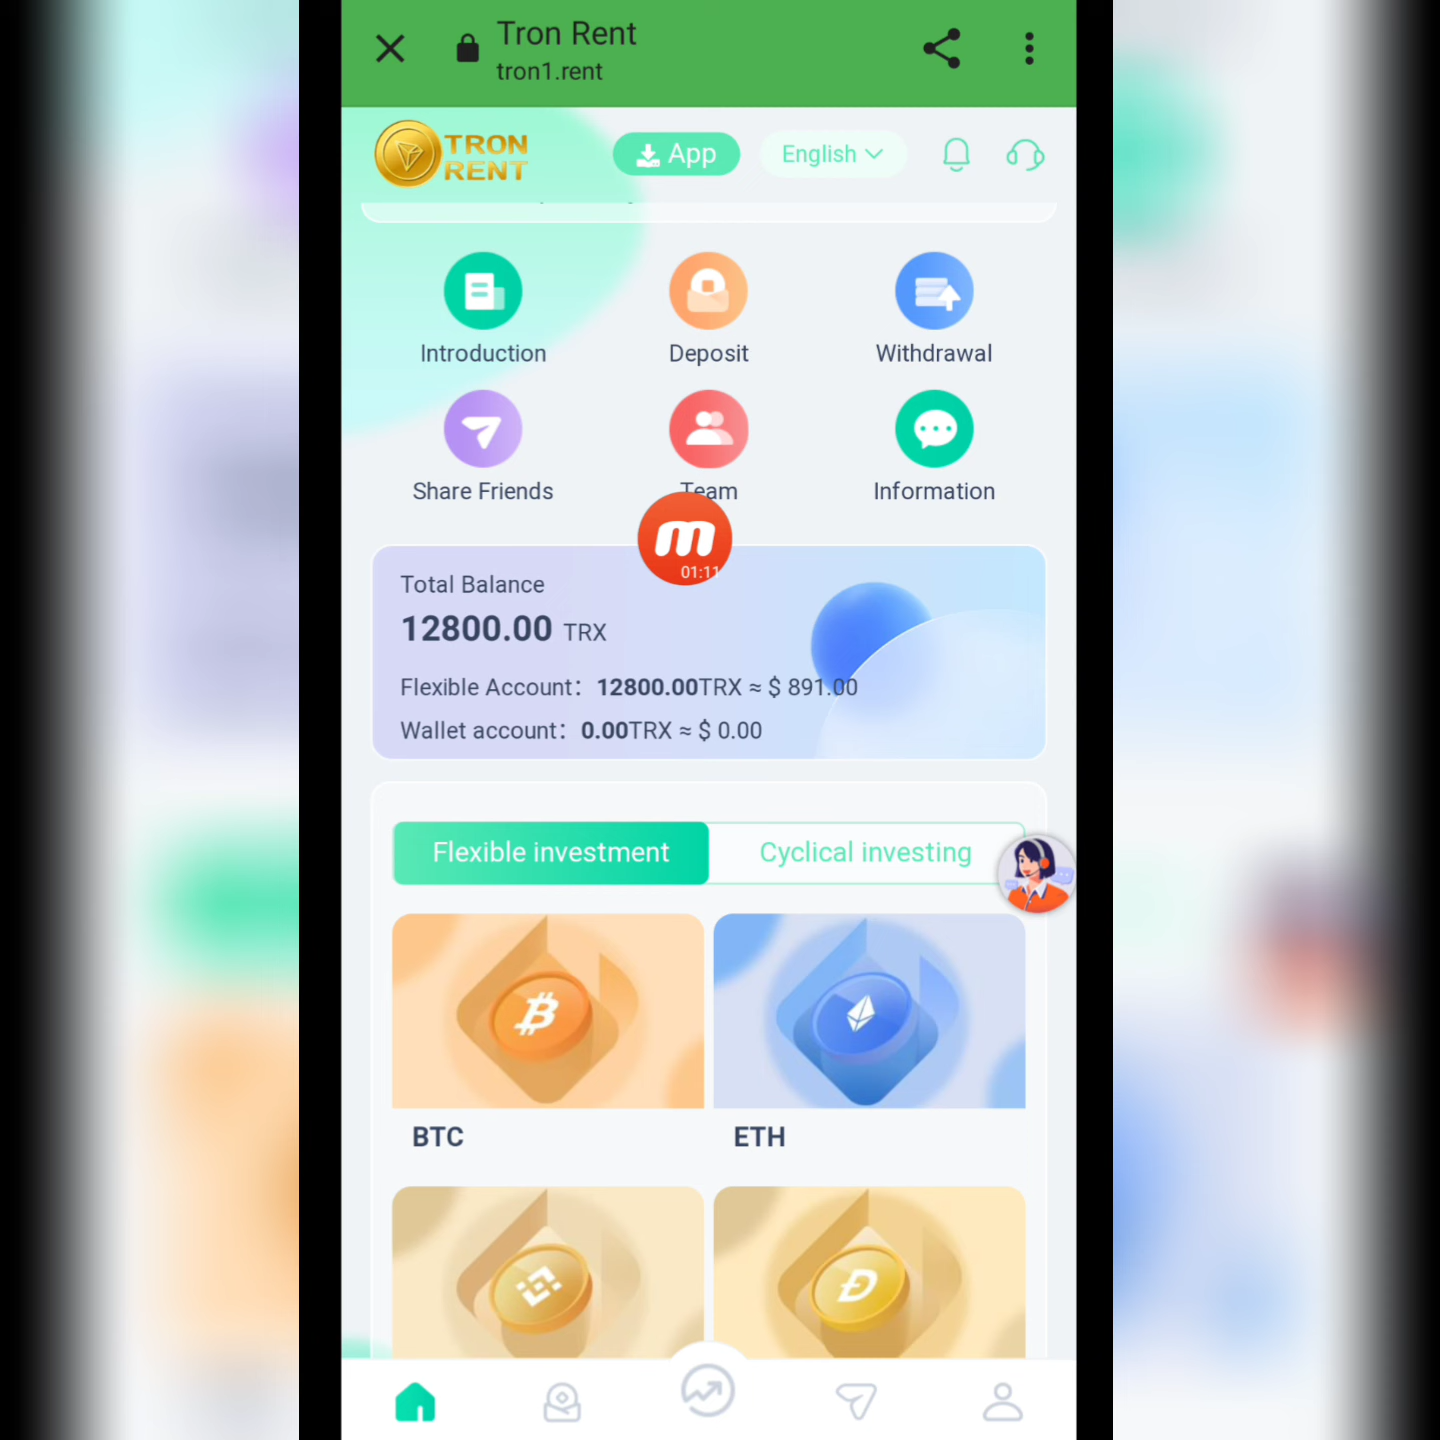 Tron Rent
tron1.rent
TRON
RENT
App
English
Introduction
Deposit
Withdrawal
Share Friends
Team
Information
m
01:11
Total Balance
12800.00 TRX
Flexible Account: 12800.00TRX ≈ $ 891.00
Wallet account: 0.00TRX ≈ $ 0.00
Flexible investment
Cyclical investing
BTC
ETH